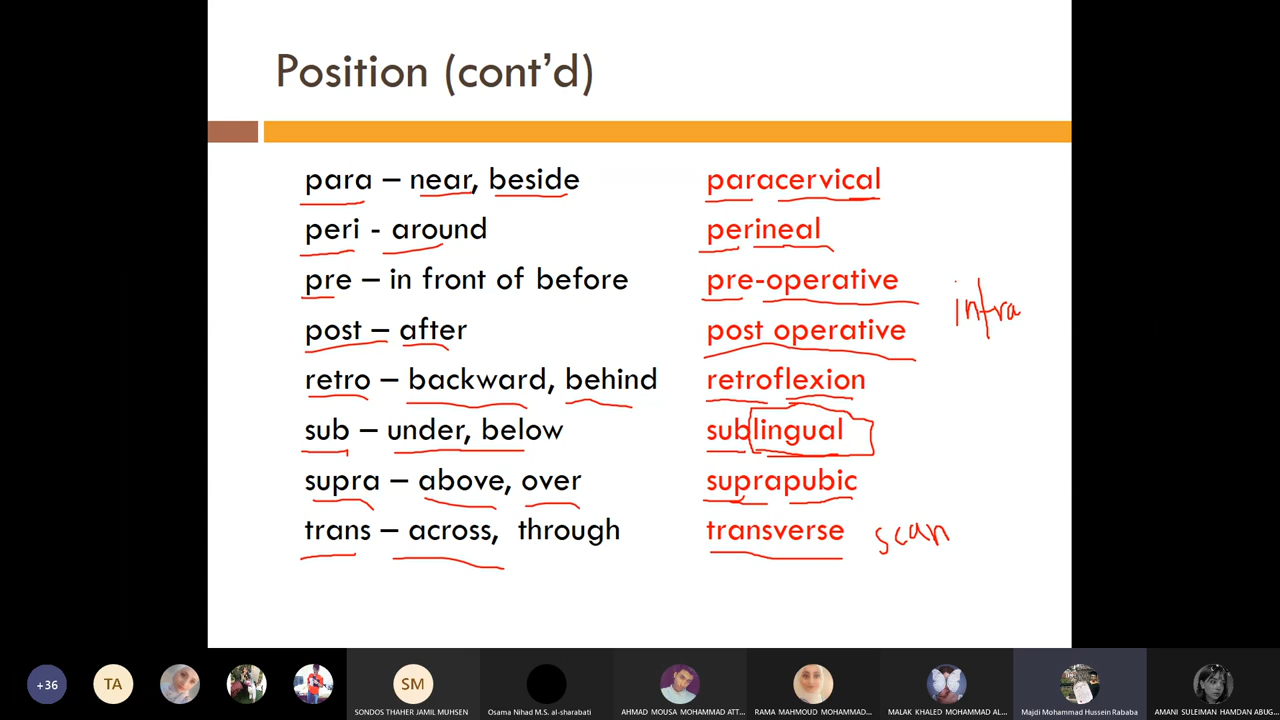 Position (cont’d)
para – near, beside paracervical
peri - around perineal
pre – in front of before pre-operative
infra
post – after post operative
retro – backward, behind retroflexion
sub – under, below sublingual
supra – above, over suprapubic
trans – across, through transverse scan
+36 TA SM
SONDOS THAHER JAMIL MUHSEN Osama Nihad M.S. al-sharabati AHMAD MOUSA MOHAMMAD ATT... RAMA MAHMOUD MOHAMMAD... MALAK KHALED MOHAMMAD AL... Majdi Mohammad Hussein Rababa AMANI SULEIMAN HAMDAN ABUG...